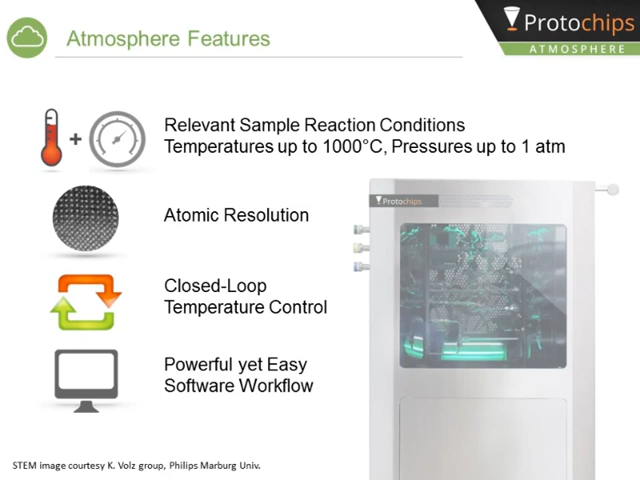 Atmosphere Features
Protochips
ATMOSPHERE
+
Relevant Sample Reaction Conditions
Temperatures up to 1000°C, Pressures up to 1 atm
Protochips
Atomic Resolution
Closed-Loop
Temperature Control
Powerful yet Easy
Software Workflow
STEM image courtesy K. Volz group, Philips Marburg Univ.